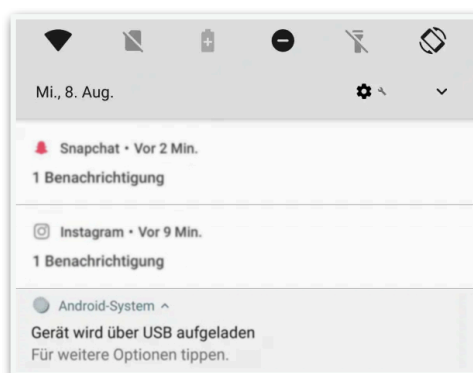 Mi., 8. Aug.
Snapchat • Vor 2 Min.
1 Benachrichtigung
Instagram • Vor 9 Min.
1 Benachrichtigung
Android-System
Gerät wird über USB aufgeladen
Für weitere Optionen tippen.